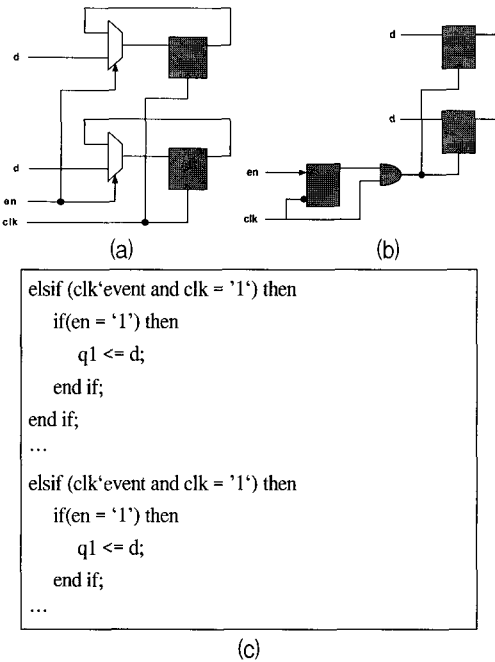 d
d
en
clk
(a)
d
d
en
clk
(b)
elsif (clk‘event and clk = ’1‘) then
if(en = ‘1’) then
q1 <= d;
end if;
end if;
...
elsif (clk‘event and clk = ’1‘) then
if(en = ‘1’) then
q1 <= d;
end if;
...
(c)